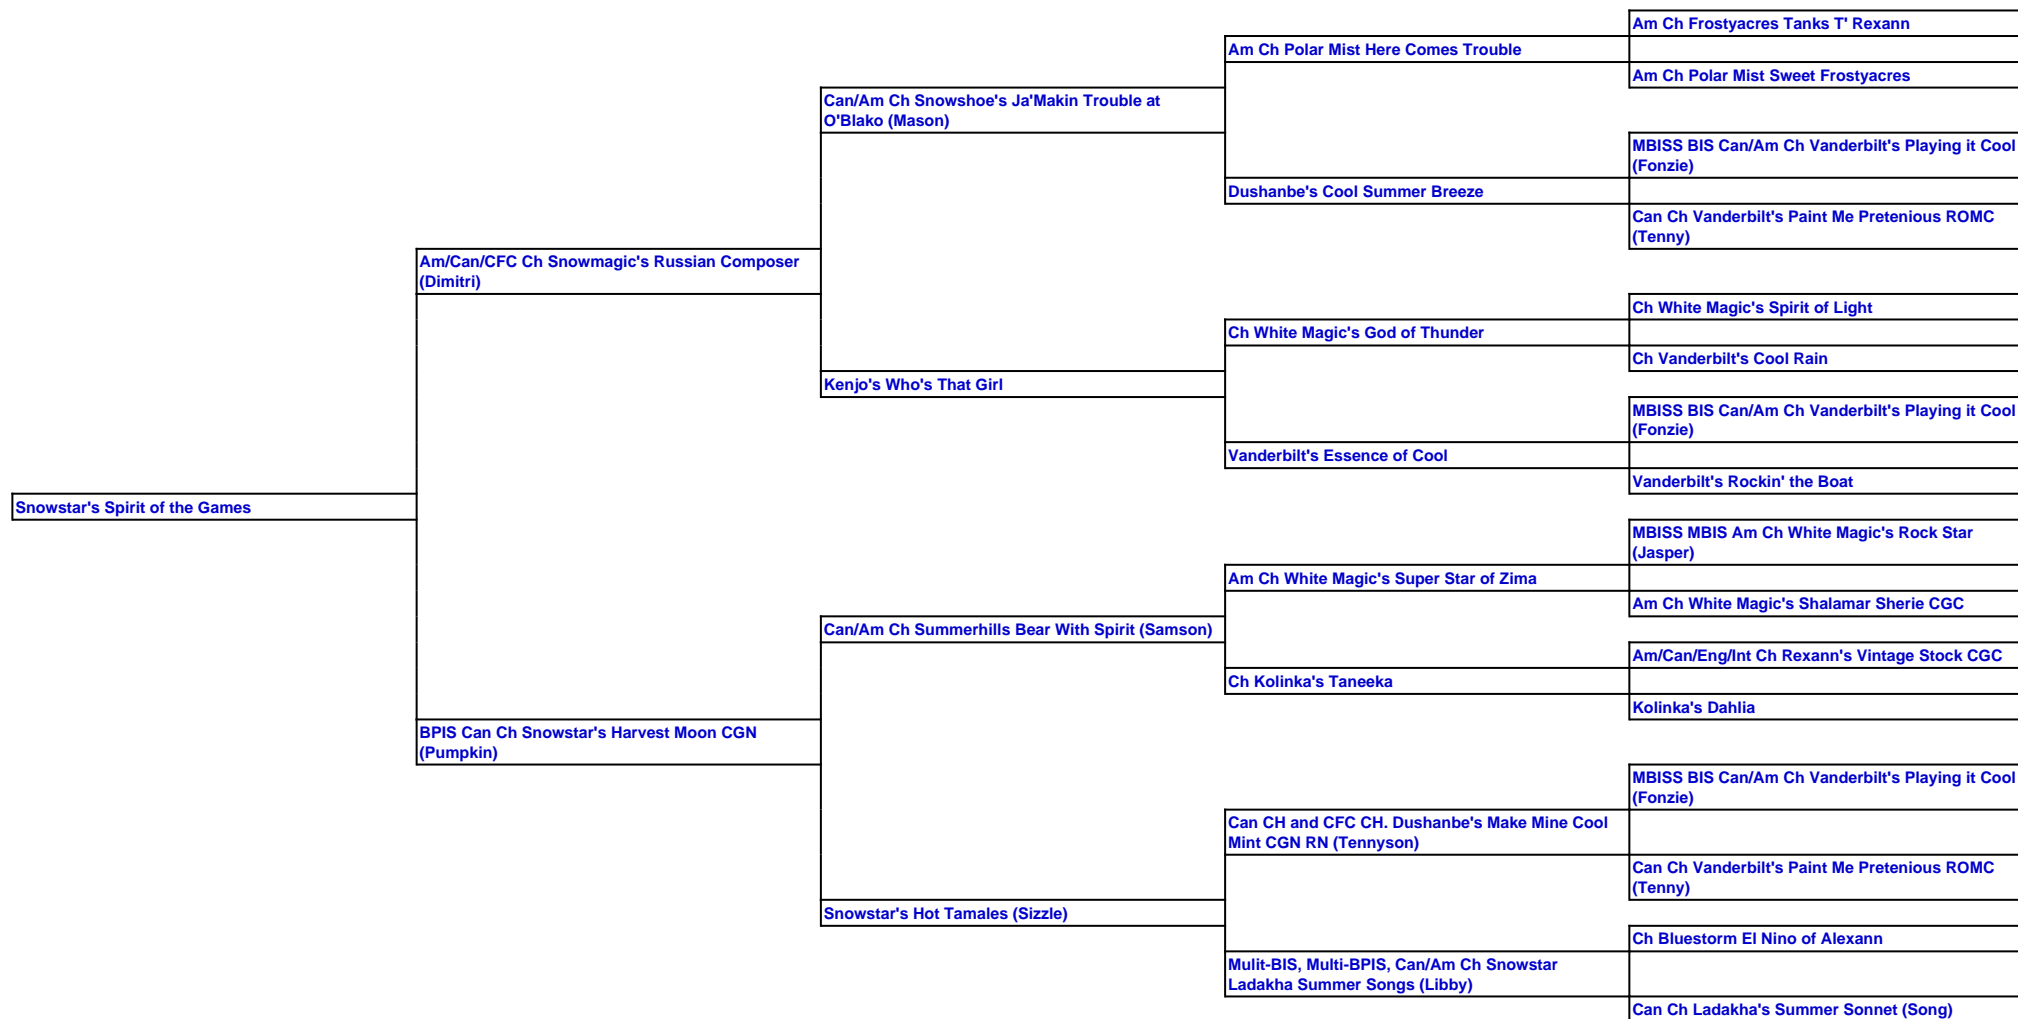 Am Ch Frostyacres Tanks T' Rexann
Am Ch Polar Mist Here Comes Trouble
Am Ch Polar Mist Sweet Frostyacres
Can/Am Ch Snowshoe's Ja'Makin Trouble at
O'Blako (Mason)
MBISS BIS Can/Am Ch Vanderbilt's Playing it Cool
(Fonzie)
Dushanbe's Cool Summer Breeze
Can Ch Vanderbilt's Paint Me Pretenious ROMC
(Tenny)
Am/Can/CFC Ch Snowmagic's Russian Composer
(Dimitri)
Ch White Magic's Spirit of Light
Ch White Magic's God of Thunder
Ch Vanderbilt's Cool Rain
Kenjo's Who's That Girl
MBISS BIS Can/Am Ch Vanderbilt's Playing it Cool
(Fonzie)
Vanderbilt's Essence of Cool
Vanderbilt's Rockin' the Boat
Snowstar's Spirit of the Games
MBISS MBIS Am Ch White Magic's Rock Star
(Jasper)
Am Ch White Magic's Super Star of Zima
Am Ch White Magic's Shalamar Sherie CGC
Can/Am Ch Summerhills Bear With Spirit (Samson)
Am/Can/Eng/Int Ch Rexann's Vintage Stock CGC
Ch Kolinka's Taneeka
Kolinka's Dahlia
BPIS Can Ch Snowstar's Harvest Moon CGN
(Pumpkin)
MBISS BIS Can/Am Ch Vanderbilt's Playing it Cool
(Fonzie)
Can CH and CFC CH. Dushanbe's Make Mine Cool
Mint CGN RN (Tennyson)
Can Ch Vanderbilt's Paint Me Pretenious ROMC
(Tenny)
Snowstar's Hot Tamales (Sizzle)
Ch Bluestorm El Nino of Alexann
Mulit-BIS, Multi-BPIS, Can/Am Ch Snowstar
Ladakha Summer Songs (Libby)
Can Ch Ladakha's Summer Sonnet (Song)